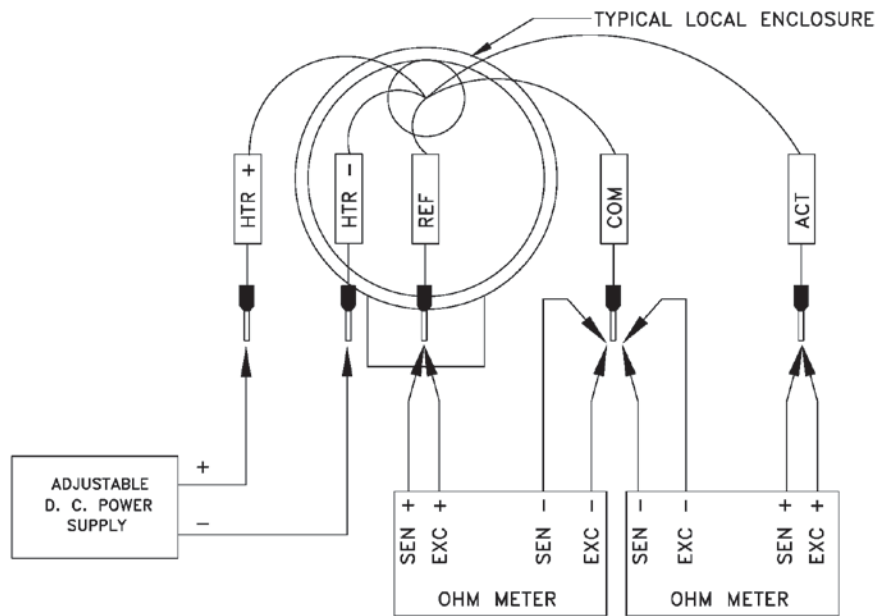 TYPICAL LOCAL ENCLOSURE
HTR +
HTR -
REF
COM
ACT
ADJUSTABLE
D. C. POWER
SUPPLY
+
-
SEN +
EXC +
SEN -
EXC -
OHM METER
SEN -
EXC -
SEN +
EXC +
OHM METER